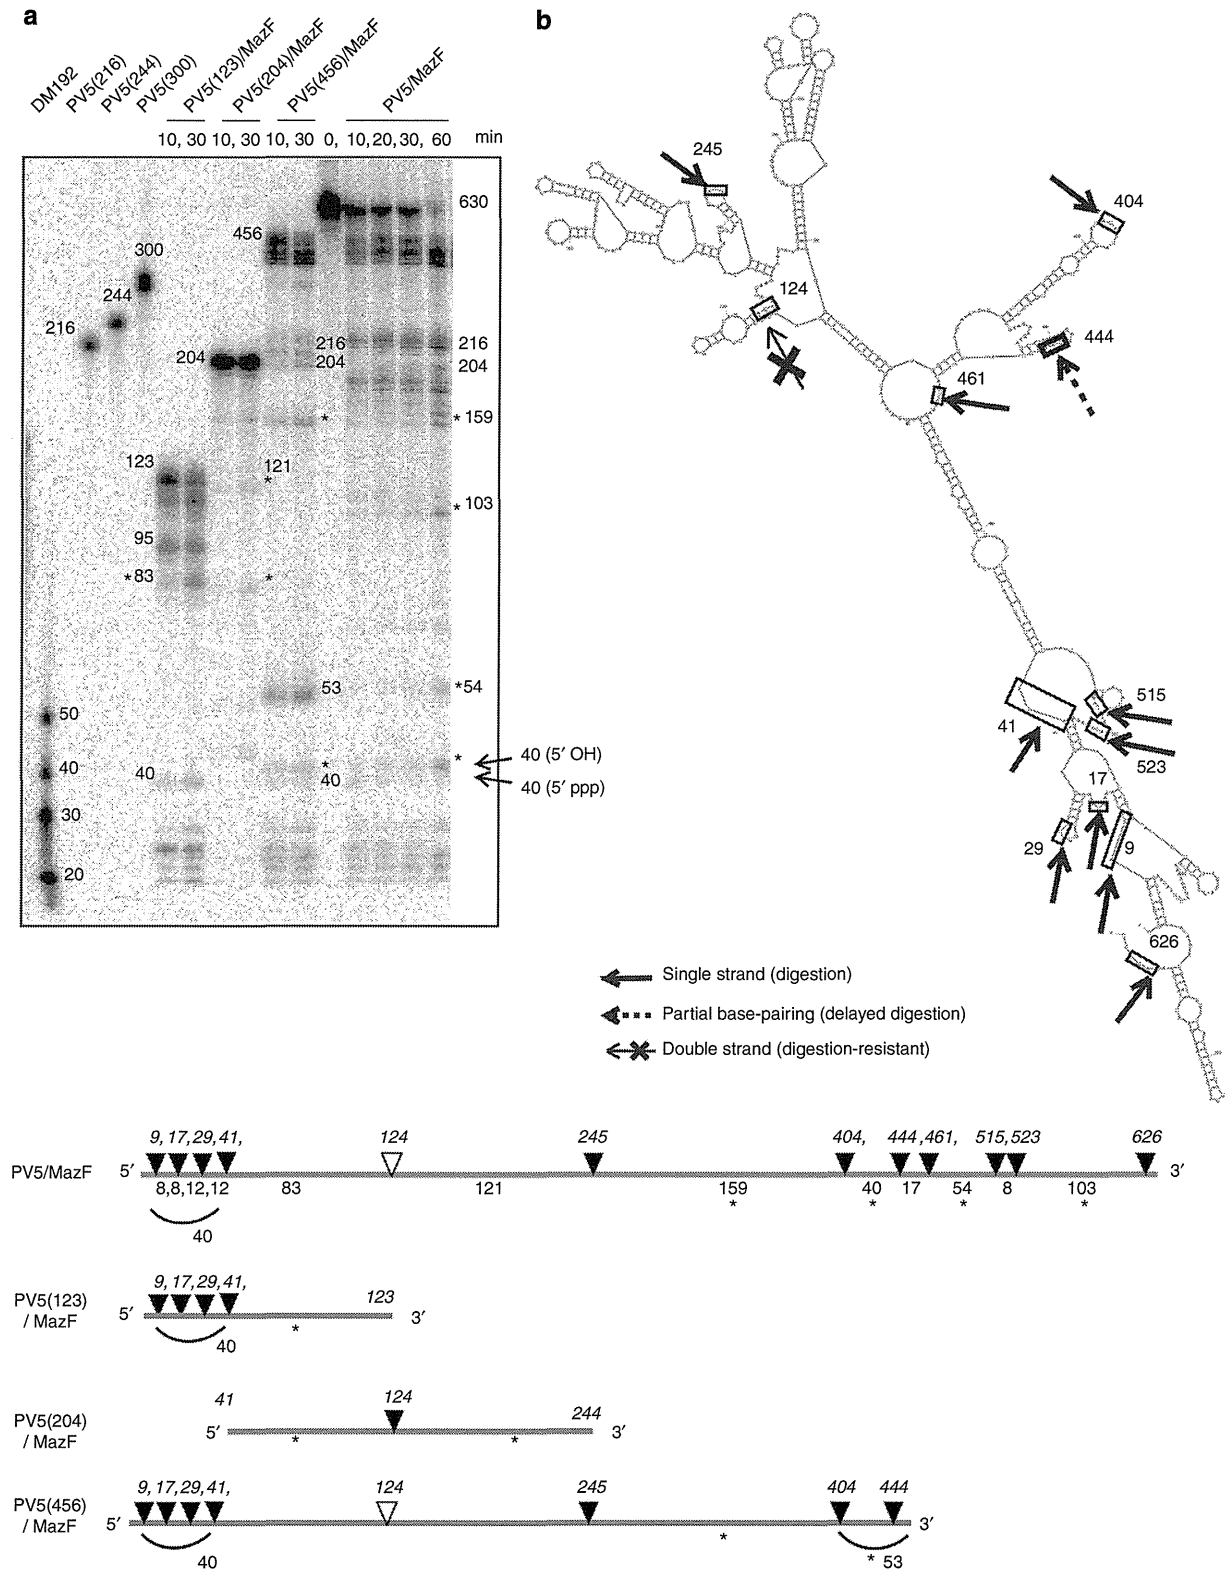 a
b
DM192
PV5(216)
PV5(244)
PV5(300)
PV5(123)/MazF
PV5(204)/MazF
PV5(456)/MazF
PV5/MazF
10, 30 10, 30 10, 30 0, 10, 20, 30, 60 min
630
456
300
244
216
216
216
204
204
204
* 159
*
123
121
*
* 103
95
* 83
*
53
* 54
50
40
30
20
40
*
40
*
40 (5′ OH)
40 (5′ ppp)
245
404
124
444
461
515
41
523
17
29
9
626
Single strand (digestion)
Partial base-pairing (delayed digestion)
Double strand (digestion-resistant)
9, 17, 29, 41, 124 245 404, 444 ,461, 515, 523 626
PV5/MazF 5′ 3′
8,8,12,12 83 121 159 40 17 54 8 103
* * * *
40
9, 17, 29, 41, 123
PV5(123) / MazF 5′ 3′
*
40
41 124 244
PV5(204) / MazF 5′ 3′
* *
9, 17, 29, 41, 124 245 404 444
PV5(456) / MazF 5′ 3′
*
40 * 53